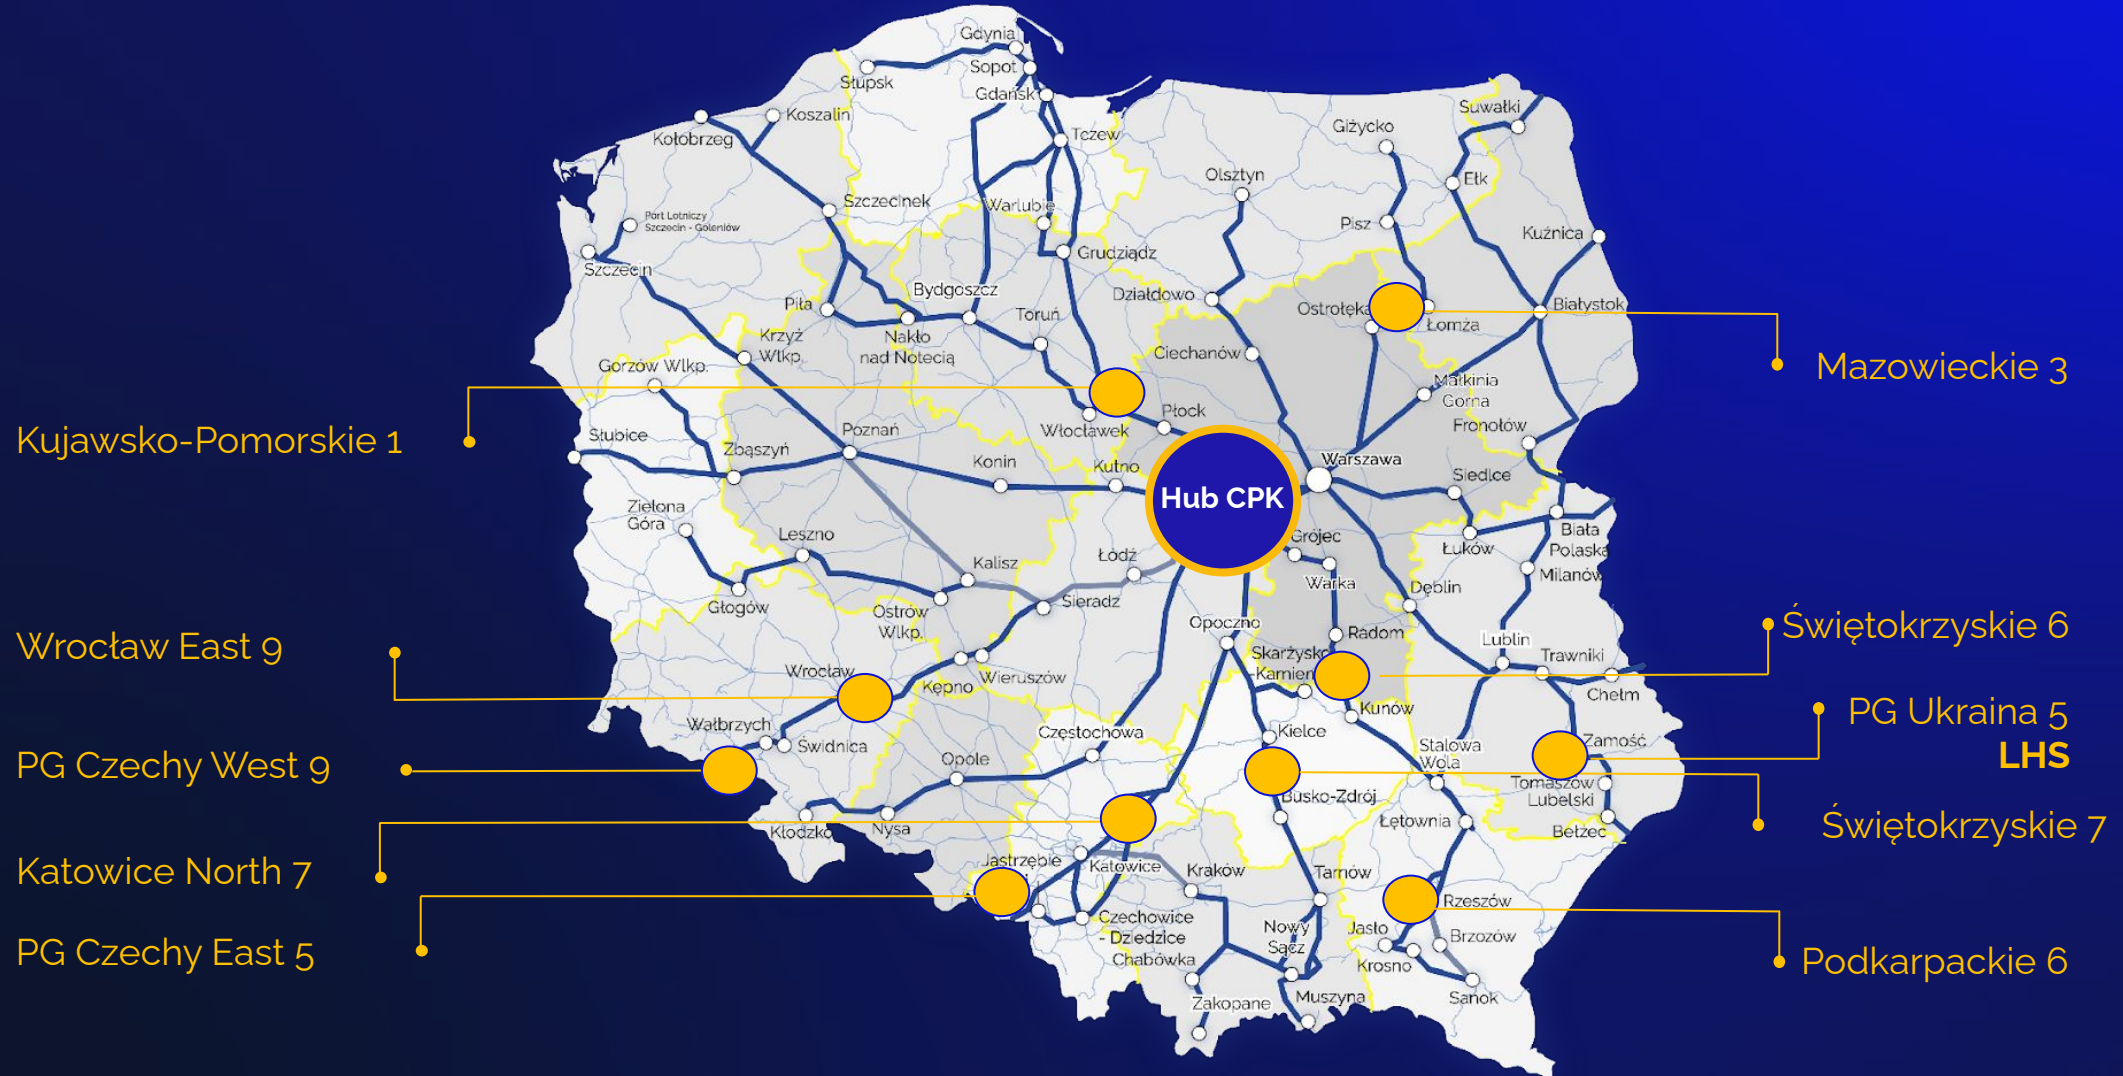 Gdynia
Sopot
Słupsk
Gdańsk
Koszalin
Kołobrzeg
Tczew
Suwałki
Giżycko
Olsztyn
Ełk
Szczecinek
Warlubie
Port Lotniczy
Szczecin - Goleniów
Pisz
Kuźnica
Szczecin
Grudziądz
Bydgoszcz
Działdowo
Piła
Toruń
Ostrołęka
Łomża
Białystok
Krzyż
Wlkp.
Nakło
nad Notecią
Ciechanów
Gorzów Wlkp.
Małkinia
Górna
Mazowieckie 3
Kujawsko-Pomorskie 1
Płock
Włocławek
Fronołów
Słubice
Poznań
Zbąszyń
Konin
Kutno
Warszawa
Siedlce
Hub CPK
Zielona
Góra
Leszno
Grójec
Biała
Polaska
Łuków
Łódź
Kalisz
Milanów
Warka
Dęblin
Głogów
Ostrów
Wlkp.
Sieradz
Opoczno
Radom
Lublin
Trawniki
Świętokrzyskie 6
Wrocław East 9
Wrocław
Skarżysko
-Kamien
Kępno
Wieruszów
Chełm
Kunów
PG Ukraina 5
LHS
Wałbrzych
Świdnica
Częstochowa
Kielce
Stalowa
Wola
Zamość
PG Czechy West 9
Opole
Busko-Zdrój
Tomaszów
Lubelski
Kłodzko
Nysa
Łętownia
Bełżec
Świętokrzyskie 7
Katowice North 7
Jastrzębie
Katowice
Kraków
Tarnów
Rzeszów
Czechowice
- Dziedzice
Nowy
Sącz
Jasło
Brzozów
PG Czechy East 5
Chabówka
Krosno
Podkarpackie 6
Zakopane
Muszyna
Sanok